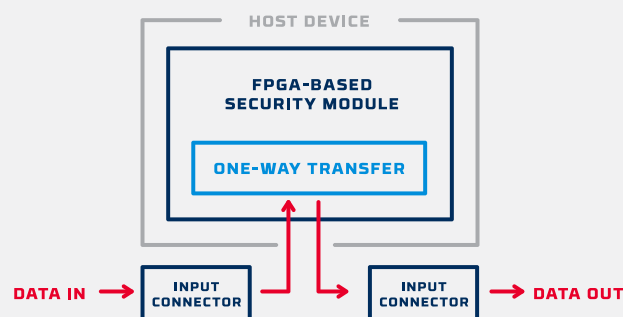 HOST DEVICE
FPGA-BASED
SECURITY MODULE
ONE-WAY TRANSFER
DATA IN
INPUT
CONNECTOR
INPUT
CONNECTOR
DATA OUT